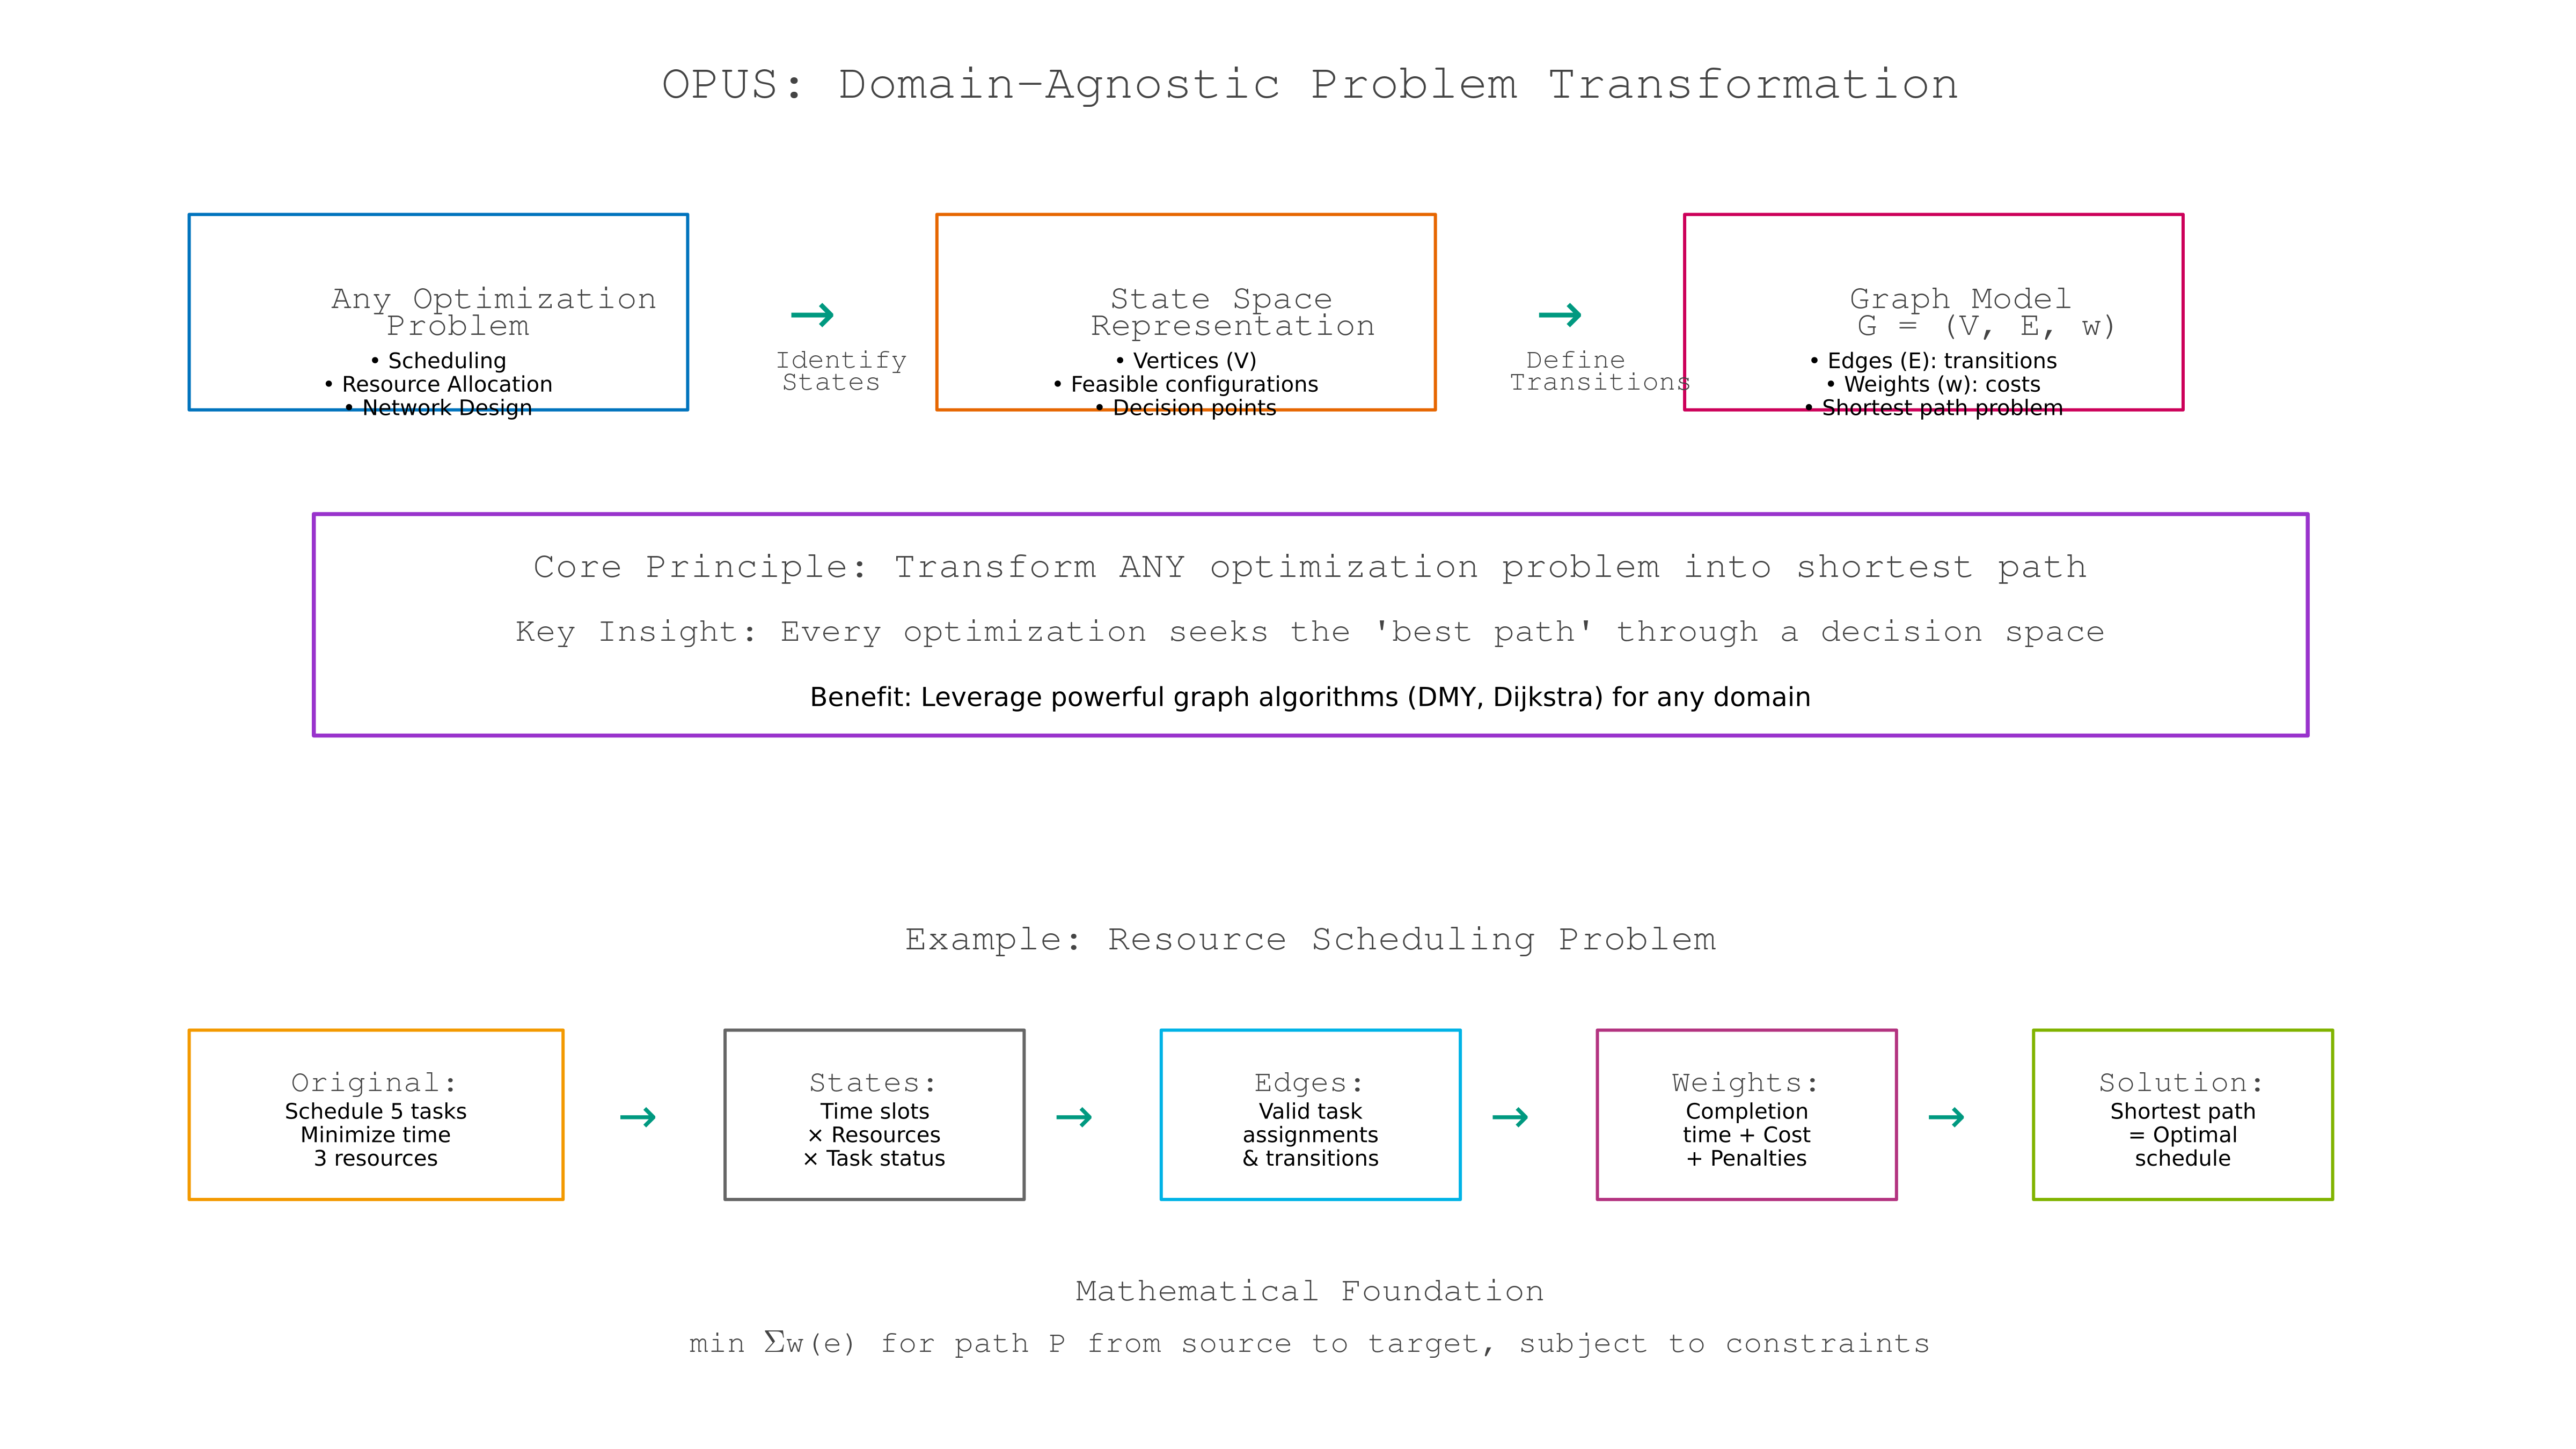 OPUS: Domain-Agnostic Problem Transformation
Any Optimization
Problem
• Scheduling
• Resource Allocation
• Network Design
→
Identify
States
State Space
Representation
• Vertices (V)
• Feasible configurations
• Decision points
→
Define
Transitions
Graph Model
G = (V, E, w)
• Edges (E): transitions
• Weights (w): costs
• Shortest path problem
Core Principle: Transform ANY optimization problem into shortest path
Key Insight: Every optimization seeks the 'best path' through a decision space
Benefit: Leverage powerful graph algorithms (DMY, Dijkstra) for any domain
Example: Resource Scheduling Problem
Original:
Schedule 5 tasks
Minimize time
3 resources
→
States:
Time slots
× Resources
× Task status
→
Edges:
Valid task
assignments
& transitions
→
Weights:
Completion
time + Cost
+ Penalties
→
Solution:
Shortest path
= Optimal
schedule
Mathematical Foundation
min Σw(e) for path P from source to target, subject to constraints